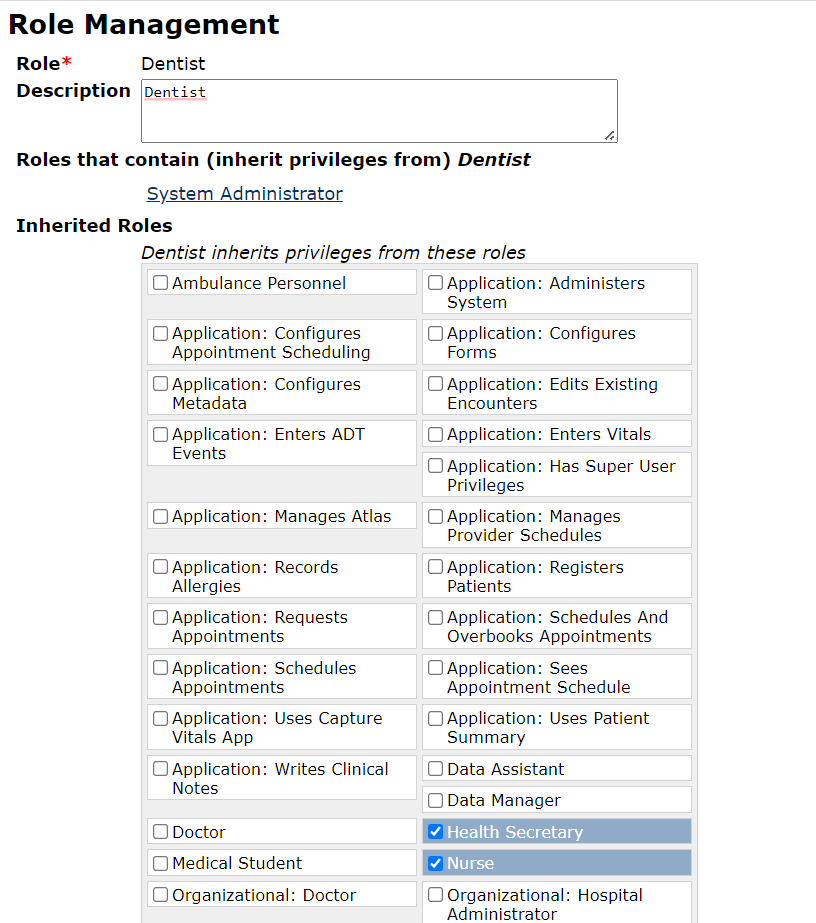 Role Management
Role* Dentist
Description Dentist
Roles that contain (inherit privileges from) Dentist
System Administrator
Inherited Roles
Dentist inherits privileges from these roles
Ambulance Personnel
Application: Administers
System
Application: Configures
Appointment Scheduling
Application: Configures
Forms
Application: Configures
Metadata
Application: Edits Existing
Encounters
Application: Enters ADT
Events
Application: Enters Vitals
Application: Has Super User
Privileges
Application: Manages Atlas
Application: Manages
Provider Schedules
Application: Records
Allergies
Application: Registers
Patients
Application: Requests
Appointments
Application: Schedules And
Overbooks Appointments
Application: Schedules
Appointments
Application: Sees
Appointment Schedule
Application: Uses Capture
Vitals App
Application: Uses Patient
Summary
Application: Writes Clinical
Notes
Data Assistant
Data Manager
Doctor
Health Secretary
Medical Student
Nurse
Organizational: Doctor
Organizational: Hospital
Administrator